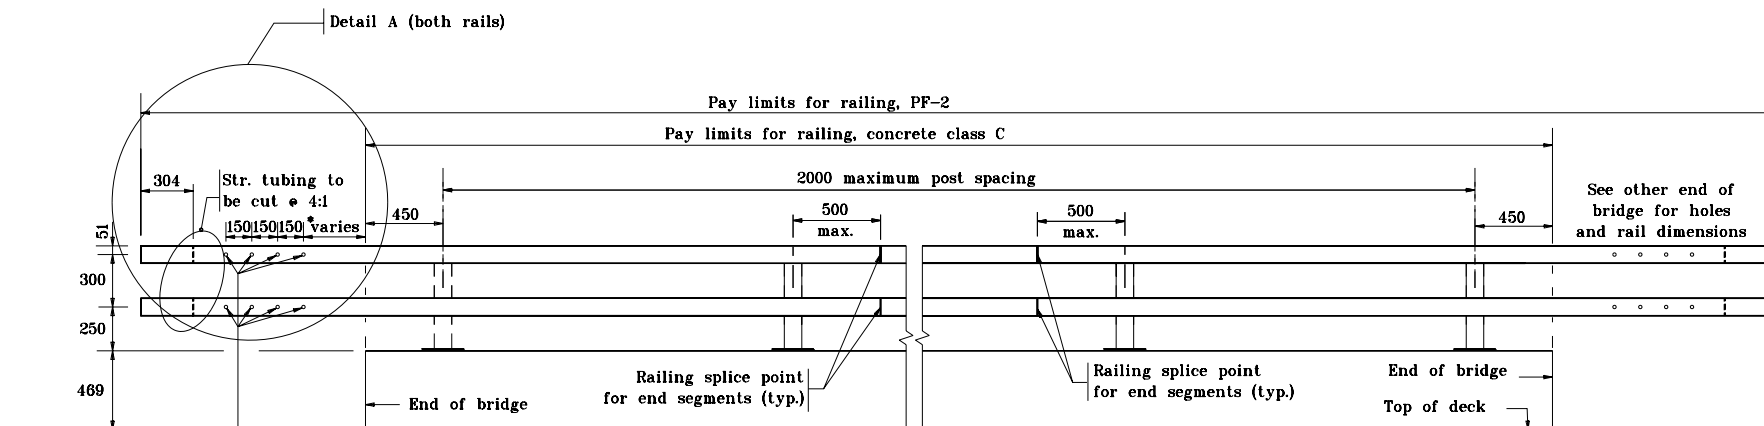 Detail A (both rails)
Pay limits for railing, PF-2
Pay limits for railing, concrete class C
2000 maximum post spacing
304
Str. tubing to
be cut @ 4:1
450
500
max.
500
max.
450
See other end of
bridge for holes
and rail dimensions
51
150 150 150 *varies
300
250
469
Railing splice point
for end segments (typ.)
Railing splice point
for end segments (typ.)
End of bridge
End of bridge
Top of deck